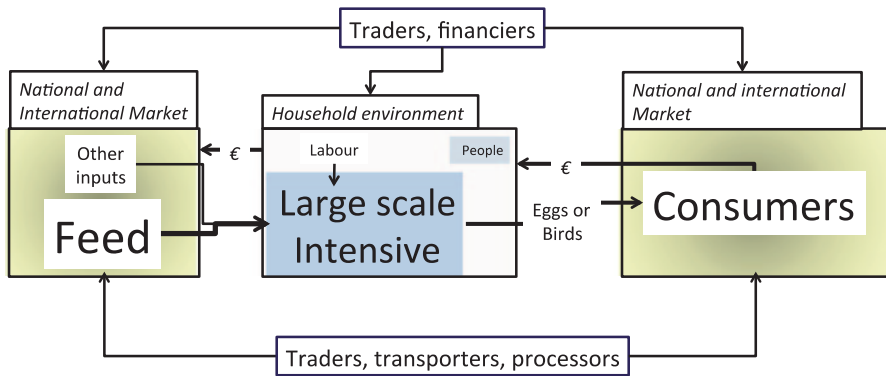 Traders, financiers
National and
International Market
Household environment
National and international
Market
Other
inputs
€
Labour
People
€
Feed
Large scale
Intensive
Eggs or
Birds
Consumers
Traders, transporters, processors